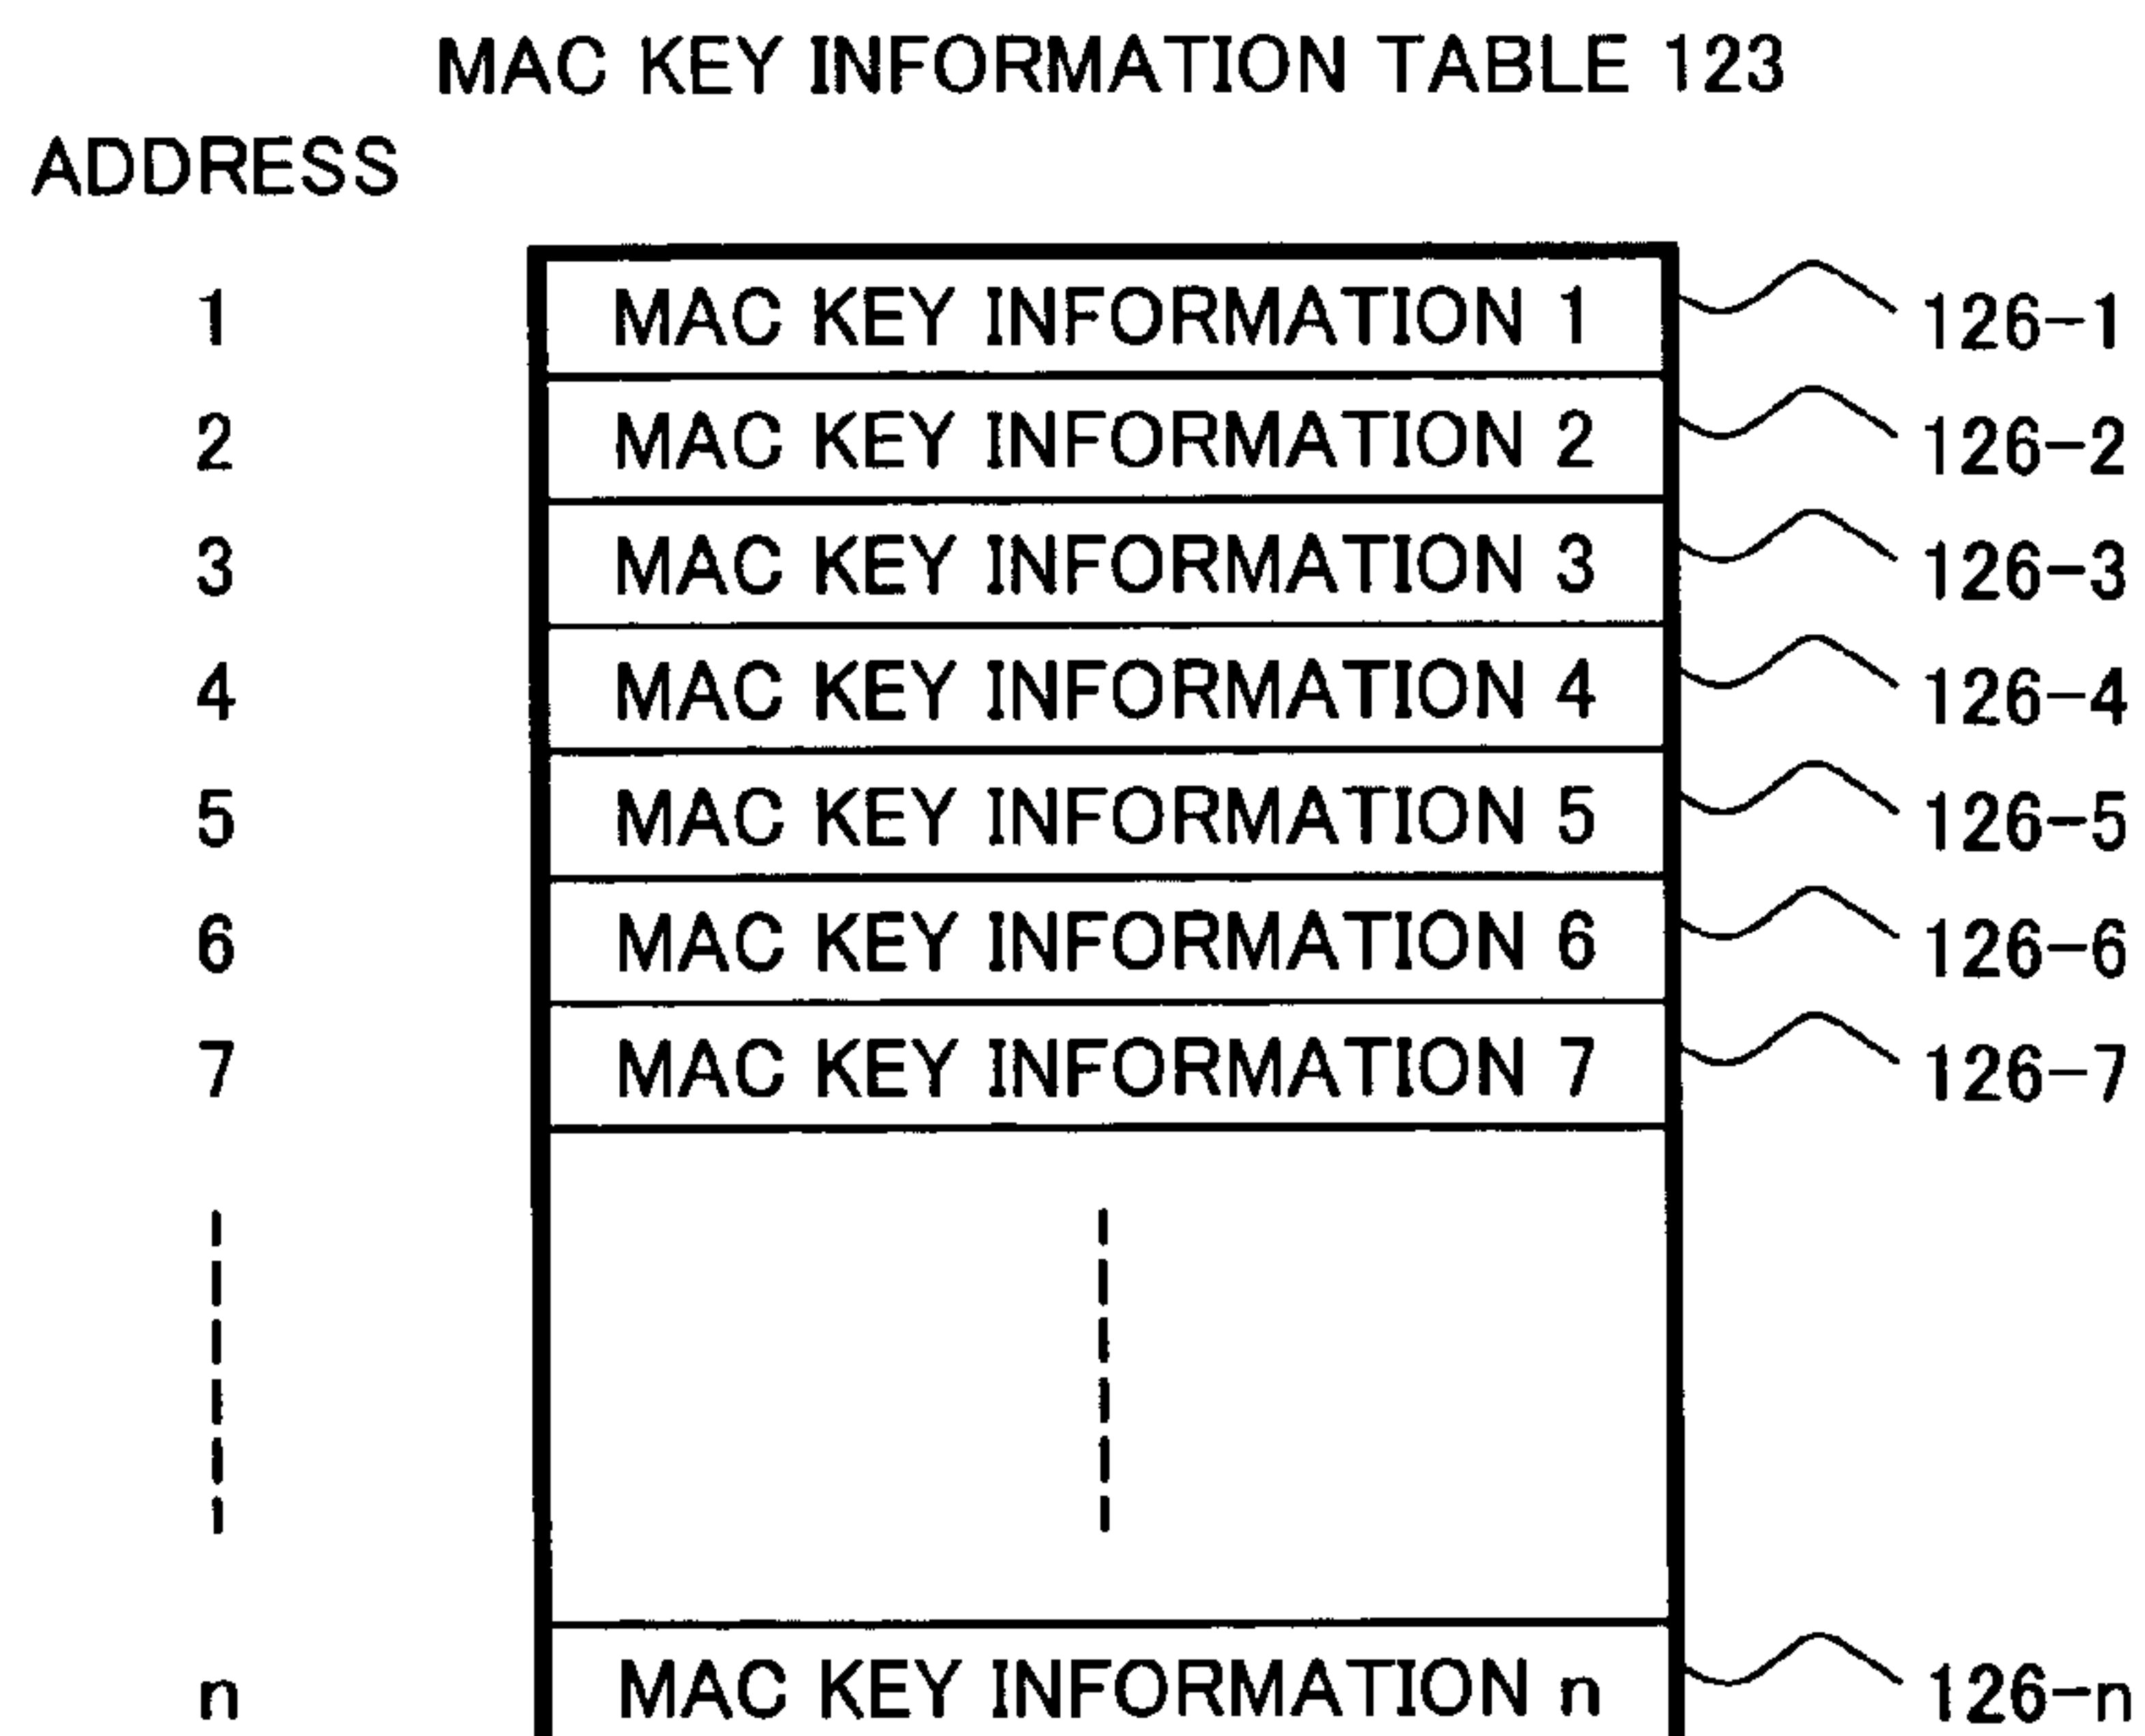 MAC KEY INFORMATION TABLE 123
ADDRESS
1 MAC KEY INFORMATION 1 126-1
2 MAC KEY INFORMATION 2 126-2
3 MAC KEY INFORMATION 3 126-3
4 MAC KEY INFORMATION 4 126-4
5 MAC KEY INFORMATION 5 126-5
6 MAC KEY INFORMATION 6 126-6
7 MAC KEY INFORMATION 7 126-7
n MAC KEY INFORMATION n 126-n